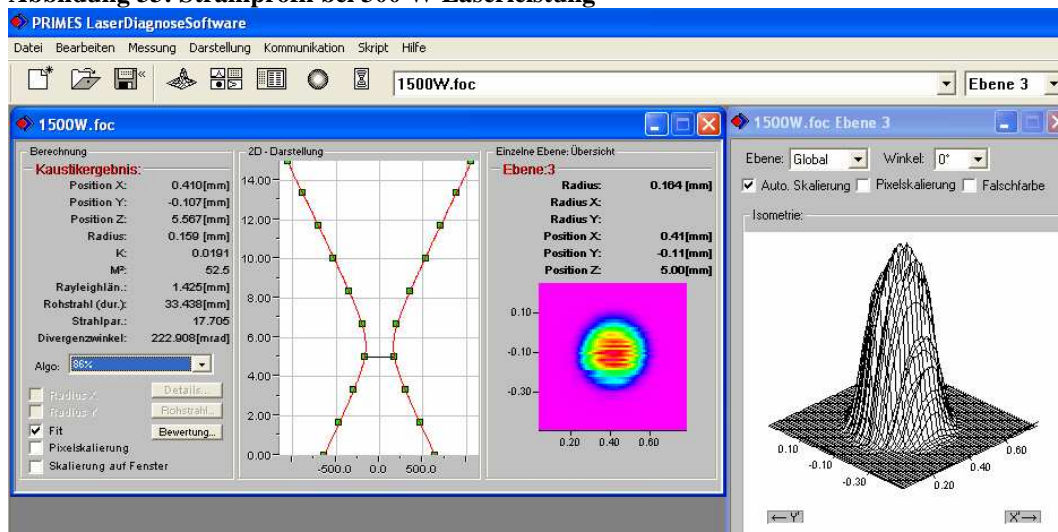 Abbildung 55: Strahlprofil bei 500 W Laserleistung
PRIMES LaserDiagnoseSoftware
Datei Bearbeiten Messung Darstellung Kommunikation Skript Hilfe
1500W.foc
Ebene 3
1500W.foc
Berechnung
Kaustikergebnis:
Position X: 0.410[mm]
Position Y: -0.107[mm]
Position Z: 5.567[mm]
Radius: 0.159 [mm]
K: 0.0191
M²: 52.5
Rayleighlän.: 1.425[mm]
Rohstrahl (dur.): 33.438[mm]
Strahlpar.: 17.705
Divergenzwinkel: 222.908[mrad]
Algo: 86%
Radius X
Radius Y
Details...
Rohstrahl...
Fit
Bewertung...
Pixelskalierung
Skalierung auf Fenster
2D - Darstellung
14.00
12.00
10.00
8.00
6.00
4.00
2.00
0.00
-500.0 0.0 500.0
Einzelne Ebene: Übersicht
Ebene:3
Radius: 0.164 [mm]
Radius X:
Radius Y:
Position X: 0.41[mm]
Position Y: -0.11[mm]
Position Z: 5.00[mm]
0.10
-0.10
-0.30
0.20 0.40 0.60
1500W.foc Ebene 3
Ebene: Global Winkel: 0°
Auto. Skalierung Pixelskalierung Falschfarbe
Isometrie:
0.10
-0.10
-0.30
0.20
0.40
0.60
← Y'
X'→